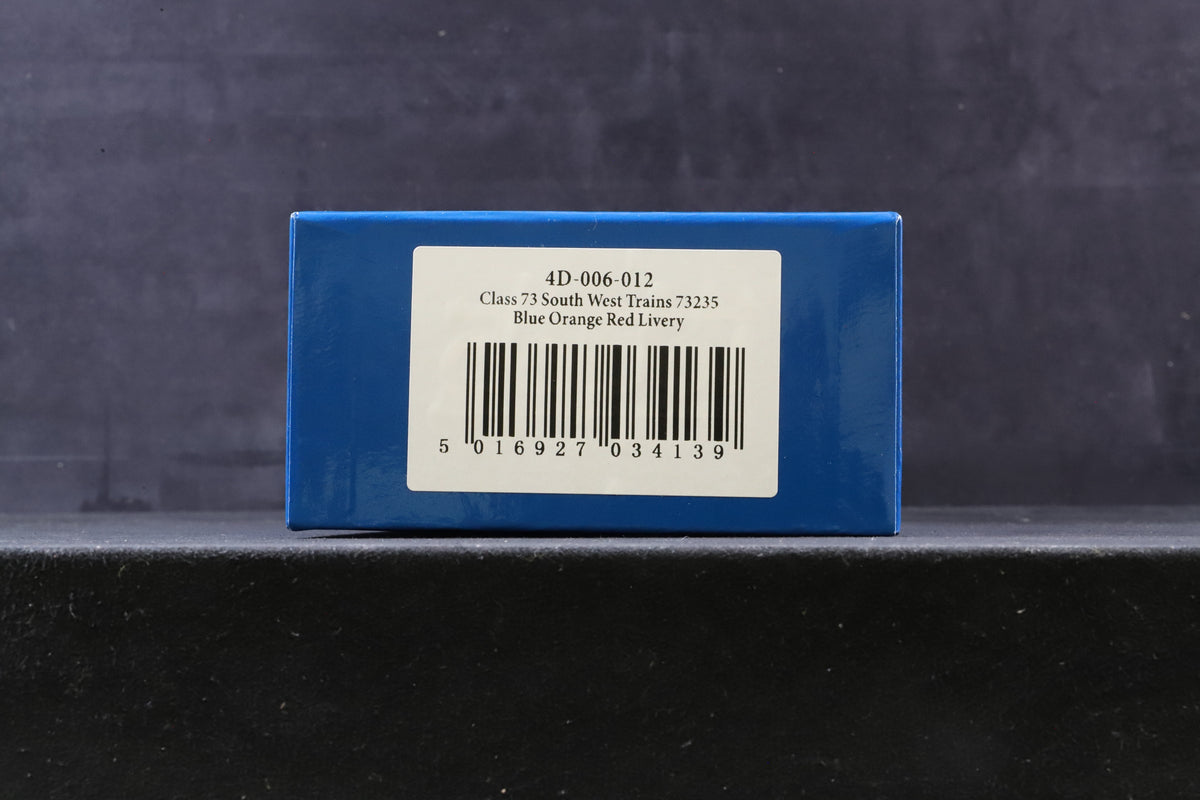 4D-006-012
Class 73 South West Trains 73235
Blue Orange Red Livery
5 016927 034139